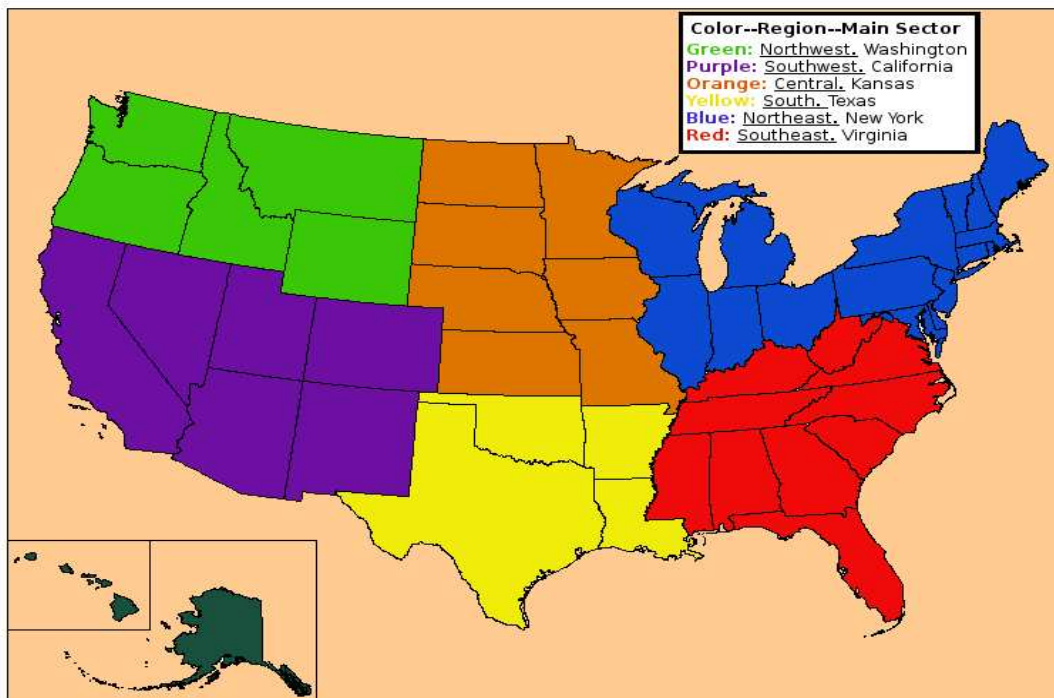 Color--Region--Main Sector
Green: Northwest. Washington
Purple: Southwest. California
Orange: Central. Kansas
Yellow: South. Texas
Blue: Northeast. New York
Red: Southeast. Virginia